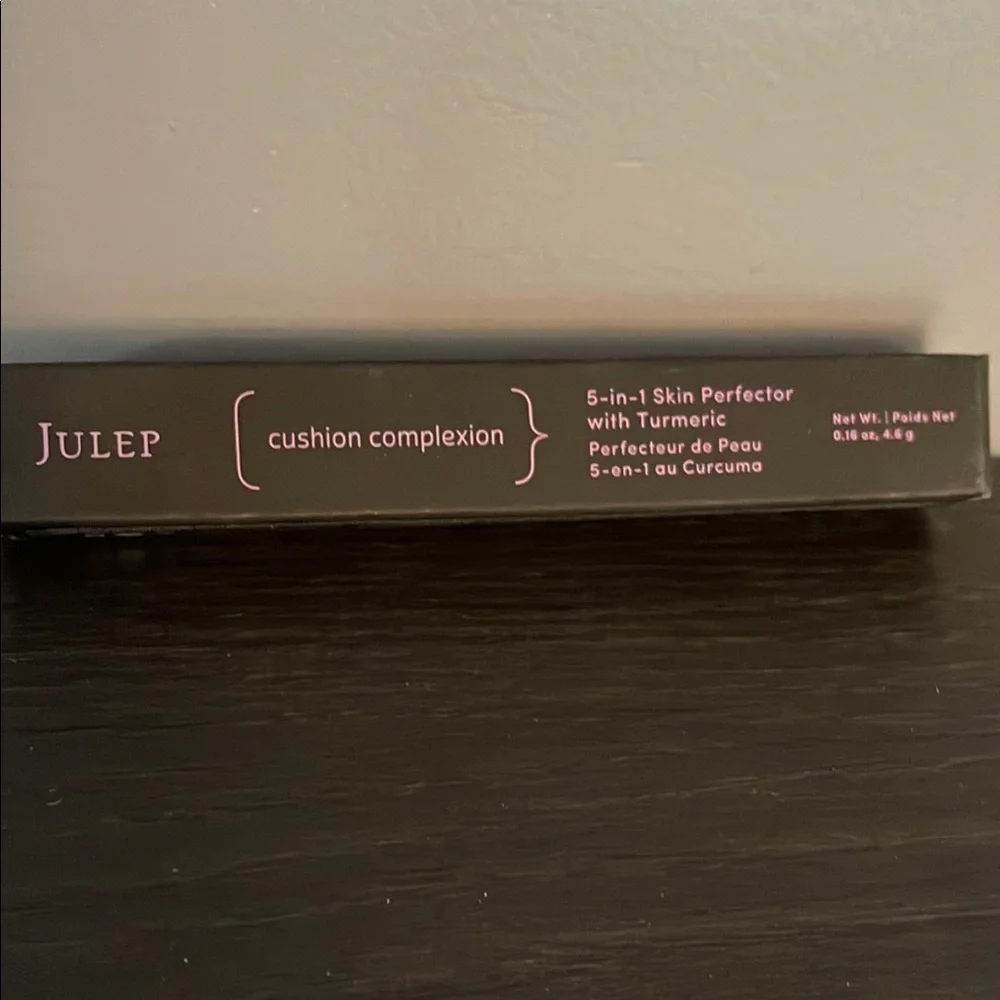 JULEP
cushion complexion
5-in-1 Skin Perfector
with Turmeric
Perfecteur de Peau
5-en-1 au Curcuma
Net Wt. | Poids Net
0.16 oz, 4.6 g